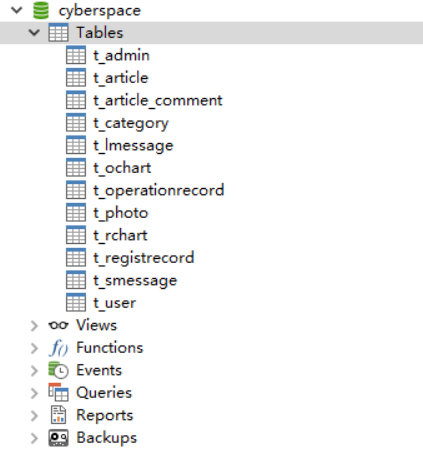 cyberspace
Tables
t_admin
t_article
t_article_comment
t_category
t_lmessage
t_ochart
t_operationrecord
t_photo
t_rchart
t_registrecord
t_smessage
t_user
Views
f() Functions
Events
Queries
Reports
Backups